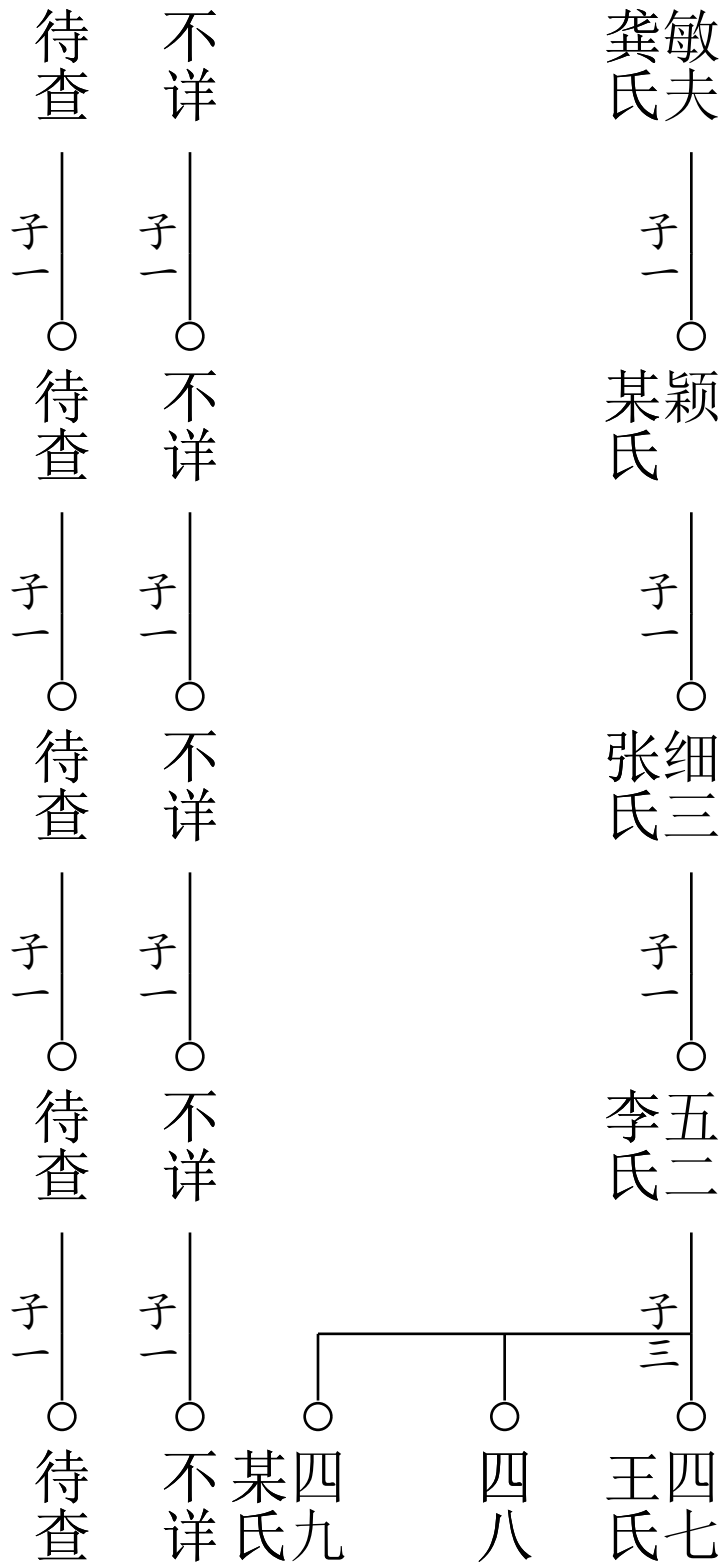 敏夫
龚氏
不详
待查
子一
子一
子一
颖
某氏
不详
待查
子一
子一
子一
细三
张氏
不详
待查
子一
子一
子一
五二
李氏
不详
待查
子三
子一
子一
四七
王氏
四八
四九
某氏
不详
待查